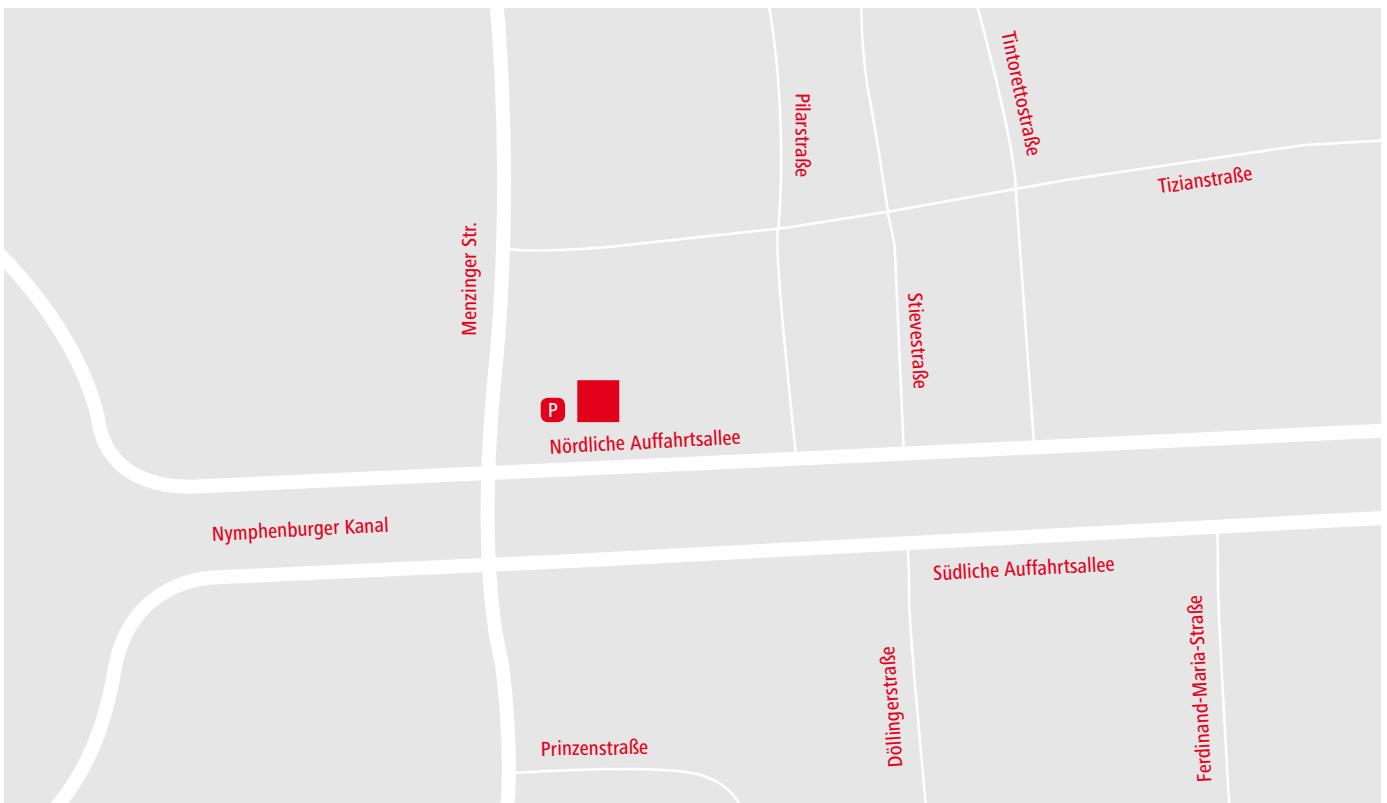 Tintorettostraße
Pilarstraße
Tizianstraße
Menzinger Str.
Stievestraße
P
Nördliche Auffahrtsallee
Nymphenburger Kanal
Südliche Auffahrtsallee
Ferdinand-Maria-Straße
Döllingerstraße
Prinzenstraße